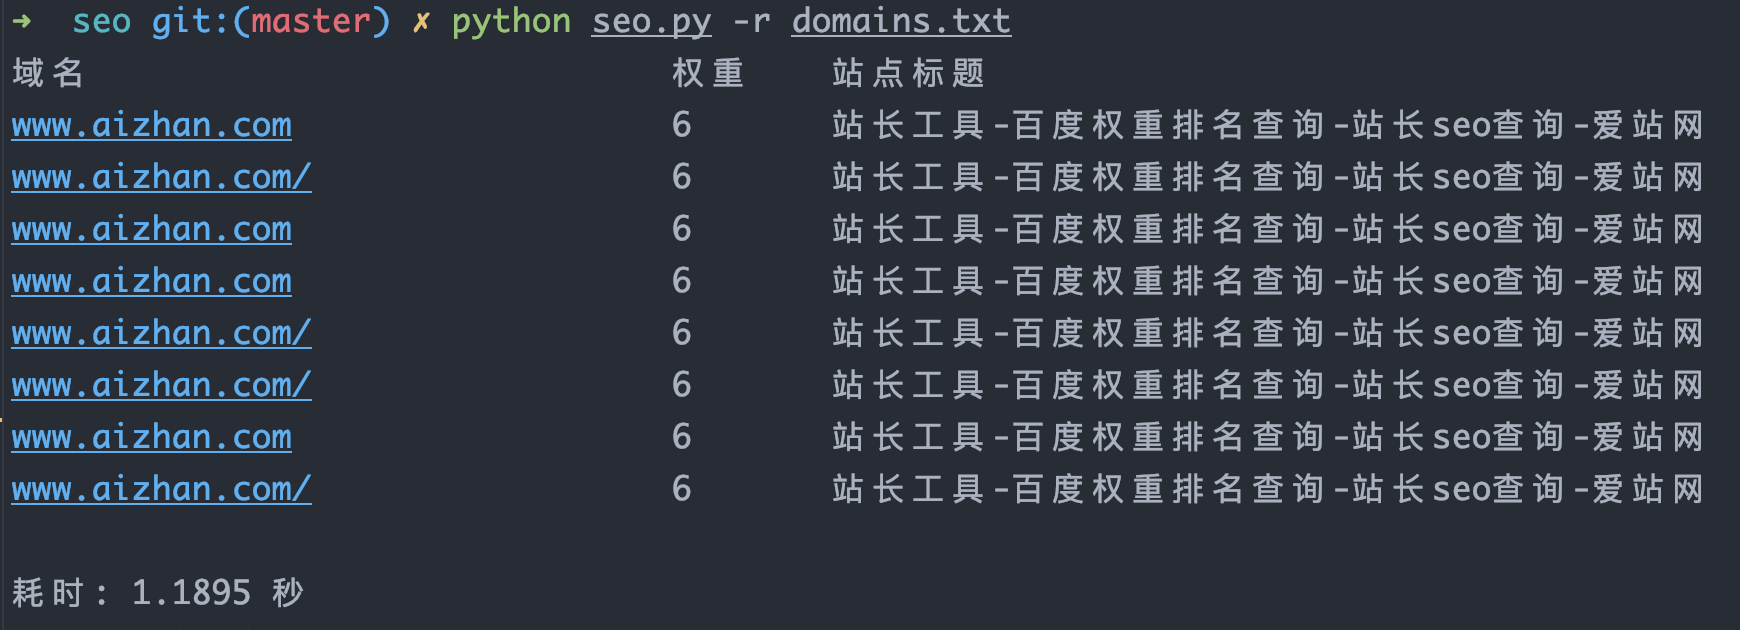 ➜ seo git:(master) ✗ python seo.py -r domains.txt
域名 权重 站点标题
www.aizhan.com 6 站长工具-百度权重排名查询-站长seo查询-爱站网
www.aizhan.com/ 6 站长工具-百度权重排名查询-站长seo查询-爱站网
www.aizhan.com 6 站长工具-百度权重排名查询-站长seo查询-爱站网
www.aizhan.com 6 站长工具-百度权重排名查询-站长seo查询-爱站网
www.aizhan.com/ 6 站长工具-百度权重排名查询-站长seo查询-爱站网
www.aizhan.com/ 6 站长工具-百度权重排名查询-站长seo查询-爱站网
www.aizhan.com 6 站长工具-百度权重排名查询-站长seo查询-爱站网
www.aizhan.com/ 6 站长工具-百度权重排名查询-站长seo查询-爱站网
耗时: 1.1895 秒